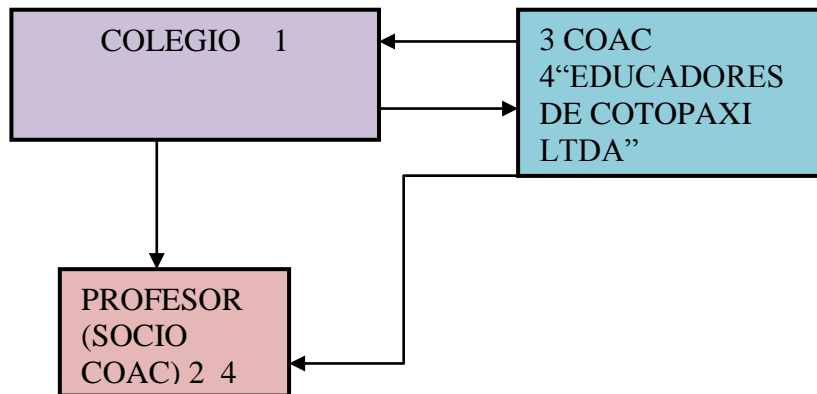 COLEGIO 1
3 COAC
4“EDUCADORES
DE COTOPAXI
LTDA”
PROFESOR
(SOCIO
COAC) 2 4